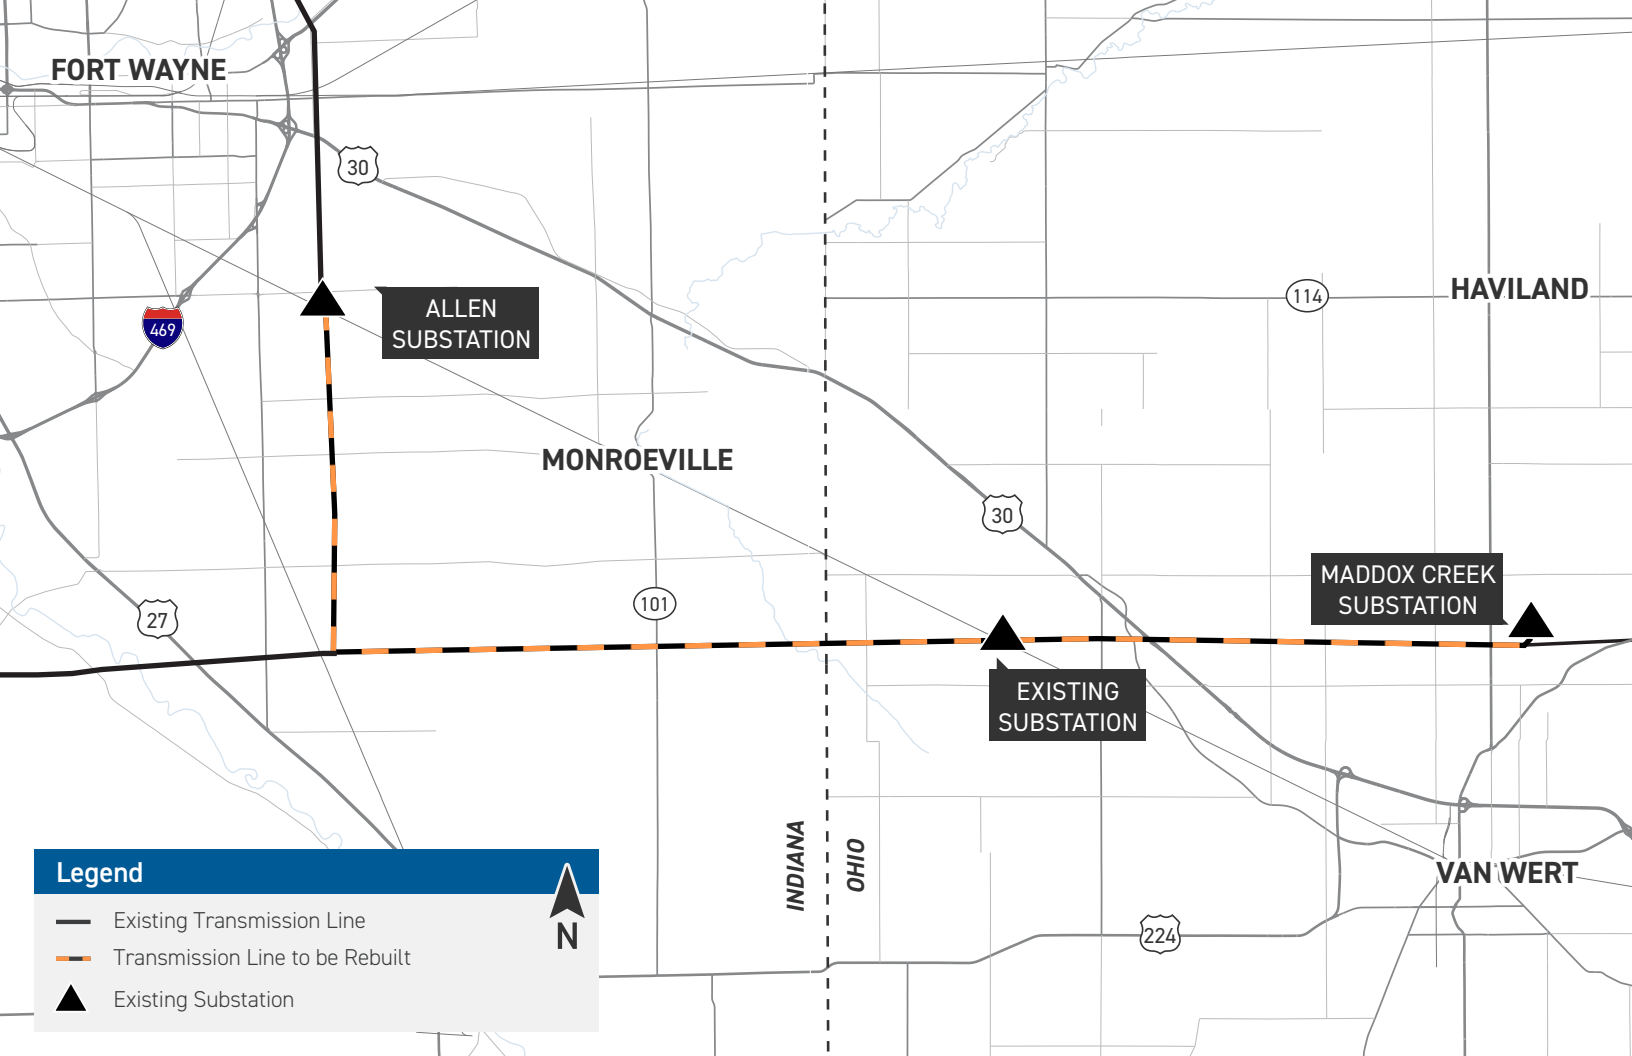 FORT WAYNE
30
ALLEN
SUBSTATION
114
HAVILAND
469
MONROEVILLE
30
MADDOX CREEK
SUBSTATION
27
101
EXISTING
SUBSTATION
INDIANA
OHIO
VAN WERT
224
Legend
Existing Transmission Line
Transmission Line to be Rebuilt
Existing Substation
N